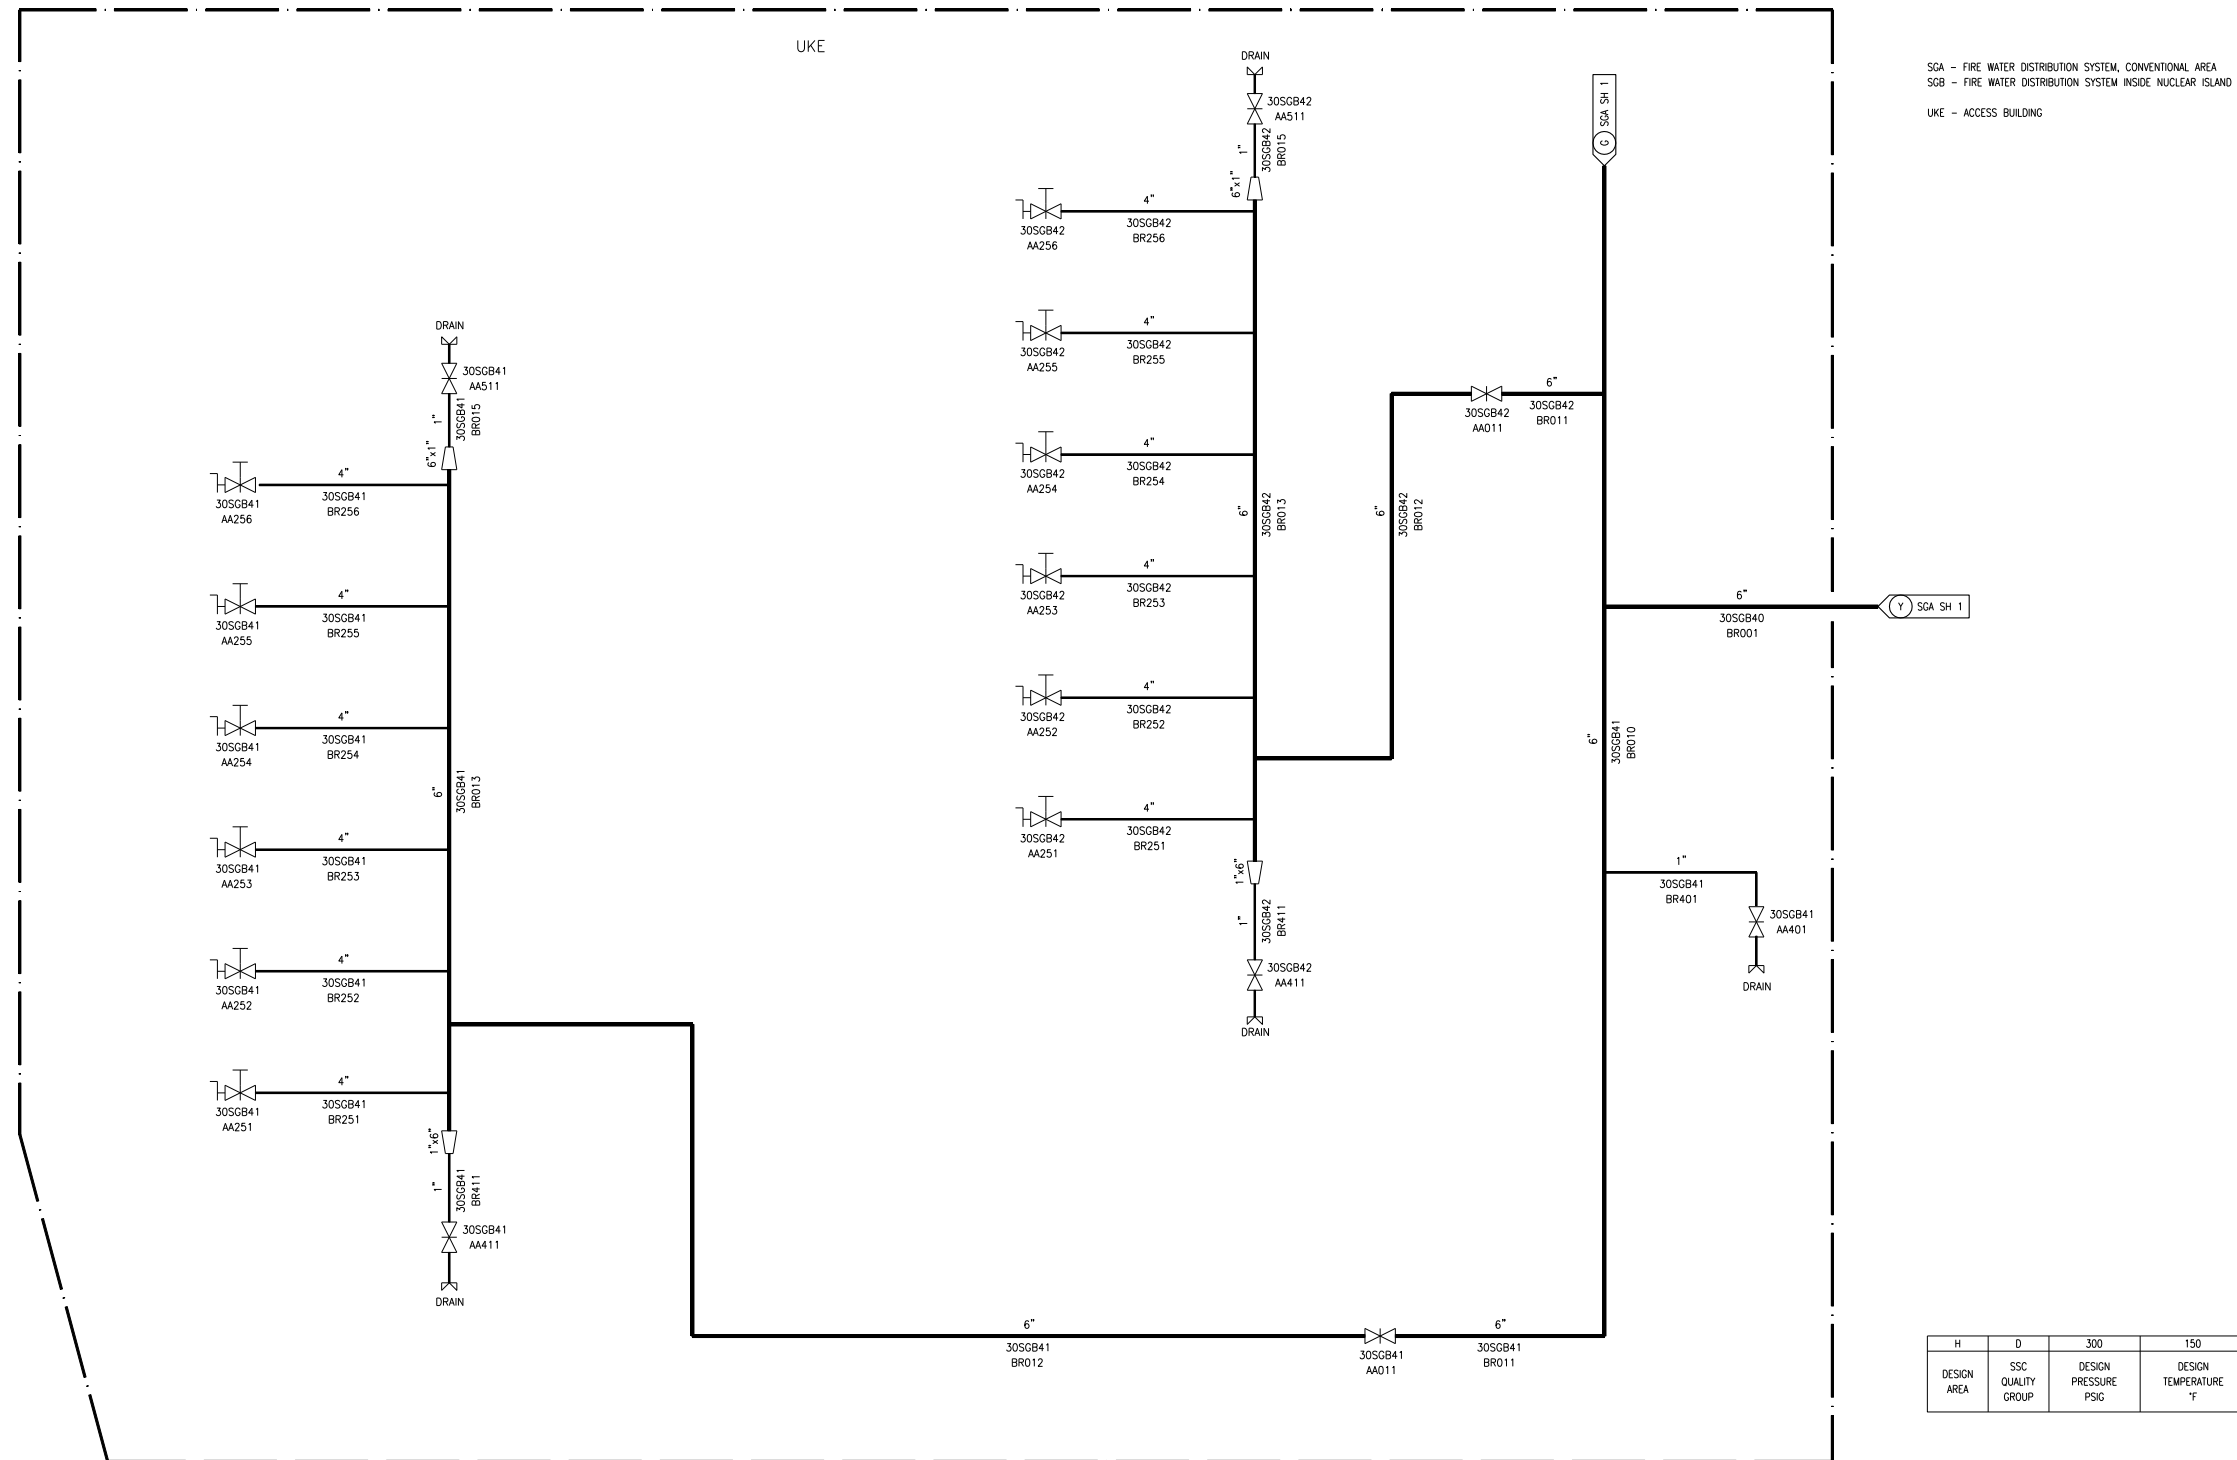 UKE
SGA – FIRE WATER DISTRIBUTION SYSTEM, CONVENTIONAL AREA
SGB – FIRE WATER DISTRIBUTION SYSTEM INSIDE NUCLEAR ISLAND
UKE – ACCESS BUILDING
DRAIN
30SGB42
AA511
1"
30SGB42
BR015
6"x1"
4"
30SGB42
BR256
30SGB42
AA256
4"
30SGB42
BR255
30SGB42
AA255
4"
30SGB42
BR254
30SGB42
AA254
4"
30SGB42
BR253
30SGB42
AA253
4"
30SGB42
BR252
30SGB42
AA252
4"
30SGB42
BR251
30SGB42
AA251
6"
30SGB42
BR013
1"x6"
1"
30SGB42
BR411
30SGB42
AA411
DRAIN
6"
30SGB42
BR012
30SGB42
AA011
6"
30SGB42
BR011
G SGA SH 1
6"
30SGB40
BR001
Y SGA SH 1
6"
30SGB41
BR010
1"
30SGB41
BR401
30SGB41
AA401
DRAIN
DRAIN
30SGB41
AA511
1"
30SGB41
BR015
6"x1"
4"
30SGB41
BR256
30SGB41
AA256
4"
30SGB41
BR255
30SGB41
AA255
4"
30SGB41
BR254
30SGB41
AA254
4"
30SGB41
BR253
30SGB41
AA253
4"
30SGB41
BR252
30SGB41
AA252
4"
30SGB41
BR251
30SGB41
AA251
6"
30SGB41
BR013
1"x6"
1"
30SGB41
BR411
30SGB41
AA411
DRAIN
6"
30SGB41
BR012
30SGB41
AA011
6"
30SGB41
BR011
H D 300 150
DESIGN AREA
SSC QUALITY GROUP
DESIGN PRESSURE PSIG
DESIGN TEMPERATURE °F